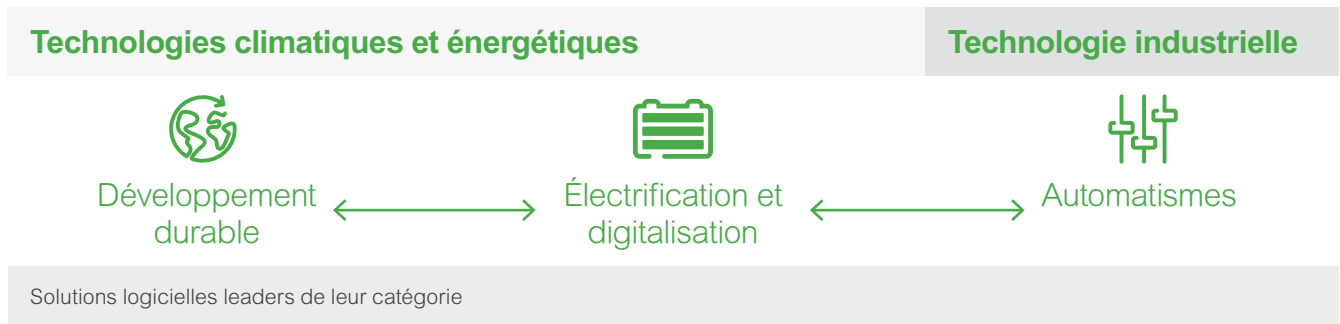 Technologies climatiques et énergétiques
Technologie industrielle
Développement
durable
Électrification et
digitalisation
Automatismes
Solutions logicielles leaders de leur catégorie